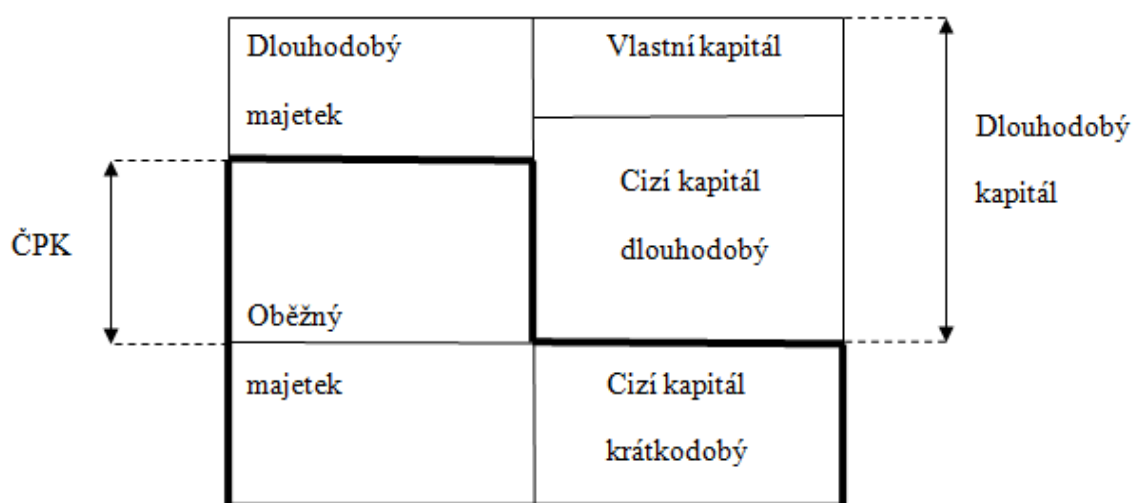 Dlouhodobý
majetek
Vlastní kapitál
Dlouhodobý
kapitál
Cizí kapitál
dlouhodobý
ČPK
Oběžný
majetek
Cizí kapitál
krátkodobý